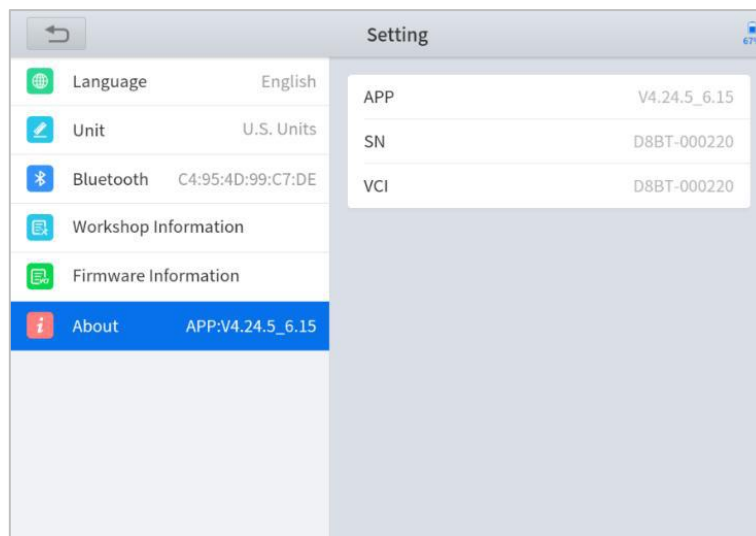 Setting
67%
Language English
Unit U.S. Units
Bluetooth C4:95:4D:99:C7:DE
Workshop Information
Firmware Information
About APP:V4.24.5_6.15
APP V4.24.5_6.15
SN D8BT-000220
VCI D8BT-000220